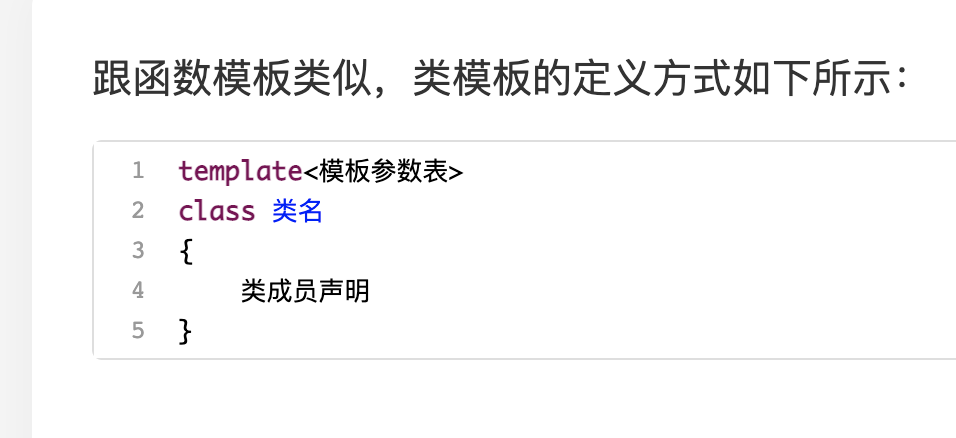 跟函数模板类似，类模板的定义方式如下所示：
1 template<模板参数表>
2 class 类名
3 {
4 类成员声明
5 }